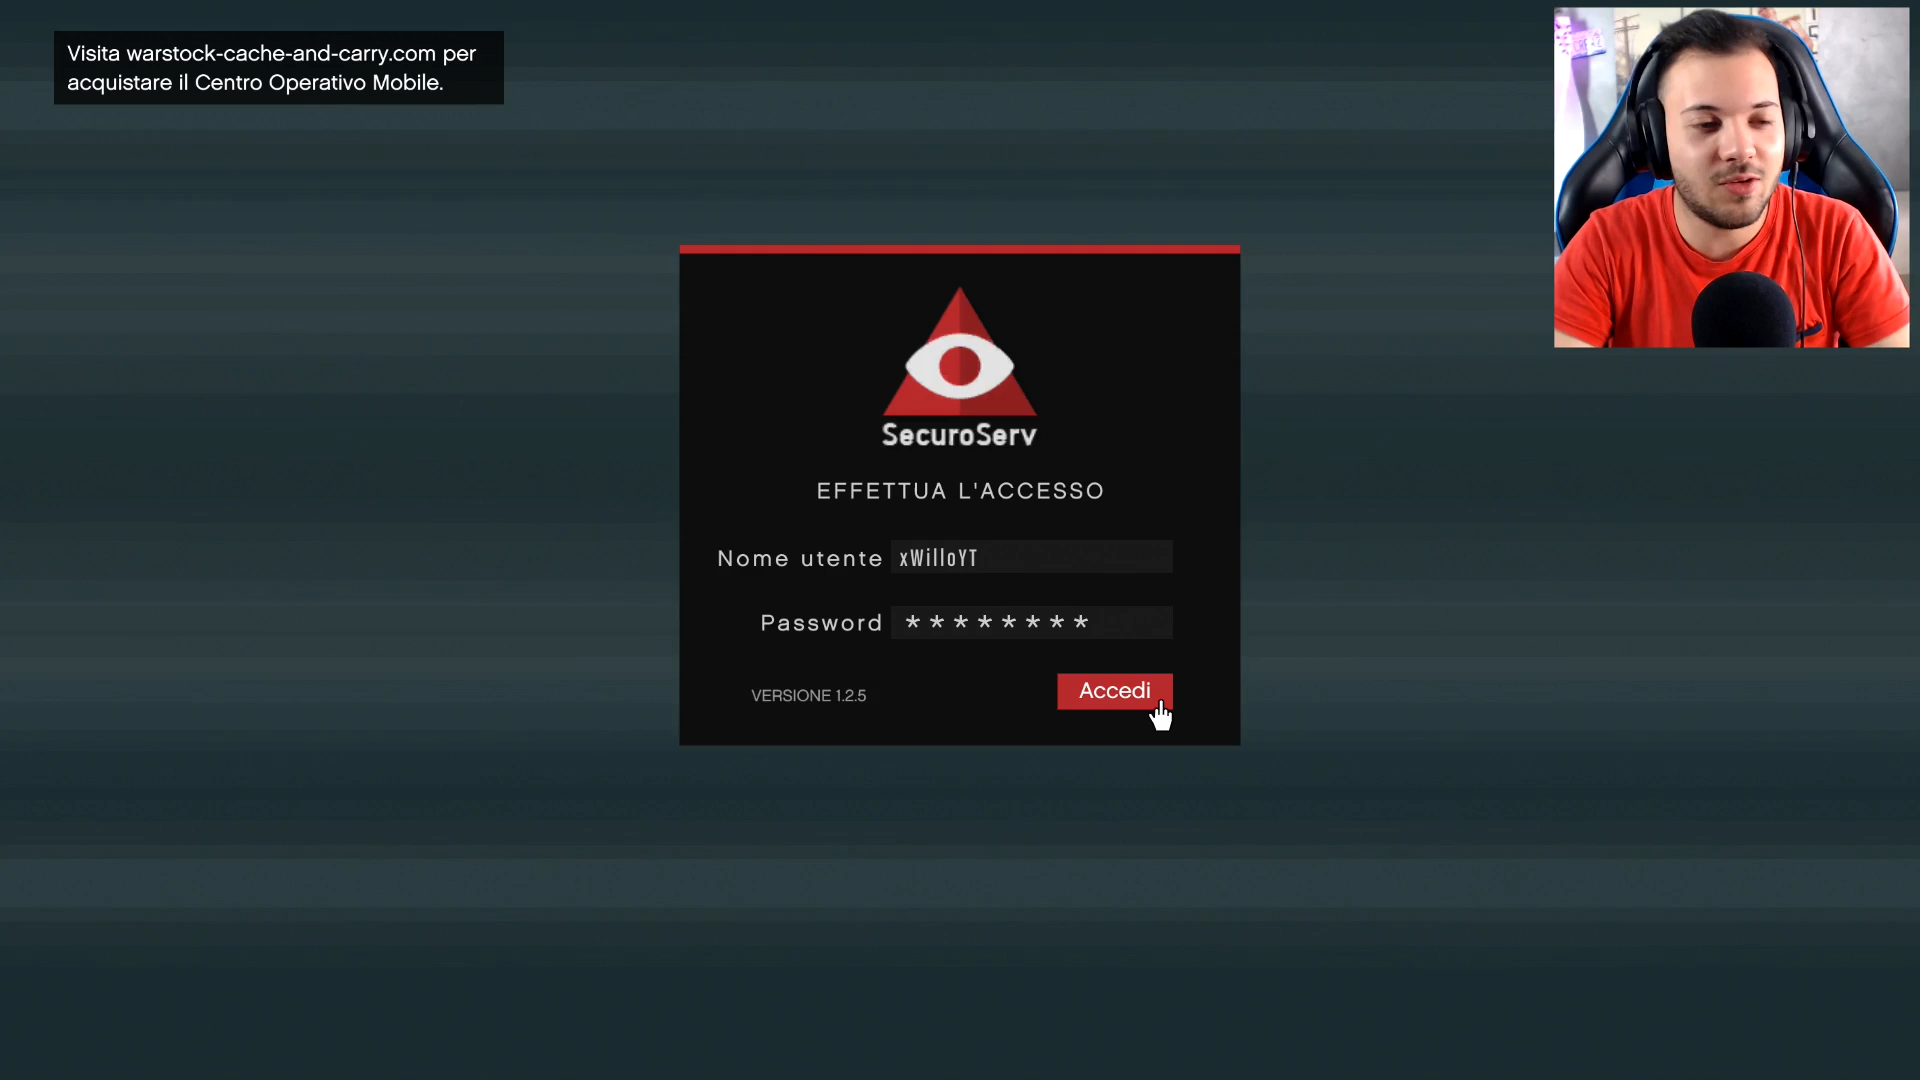 Visita warstock-cache-and-carry.com per
acquistare il Centro Operativo Mobile.
SecuroServ
EFFETTUA L'ACCESSO
Nome utente xWilloYT
Password ********
VERSIONE 1.2.5
Accedi